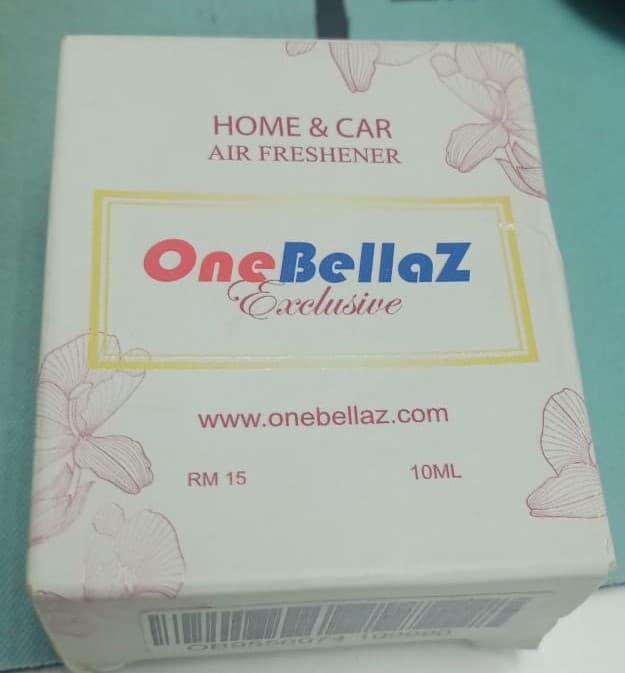 HOME & CAR
AIR FRESHENER
OneBellaZ
Exclusive
www.onebellaz.com
RM 15
10ML